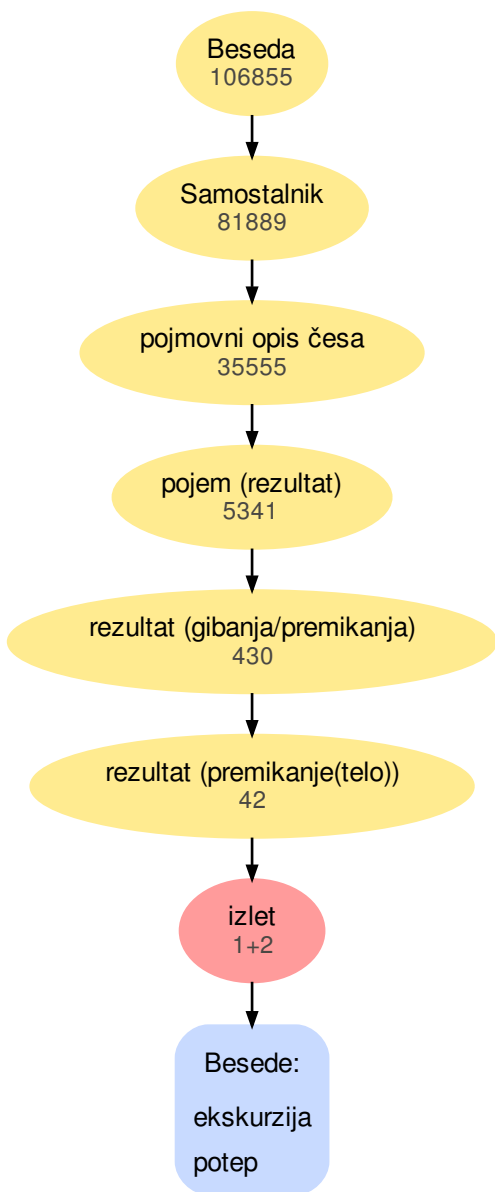 Beseda
106855
Samostalnik
81889
pojmovni opis česa
35555
pojem (rezultat)
5341
rezultat (gibanja/premikanja)
430
rezultat (premikanje(telo))
42
izlet
1+2
Besede:
ekskurzija
potep